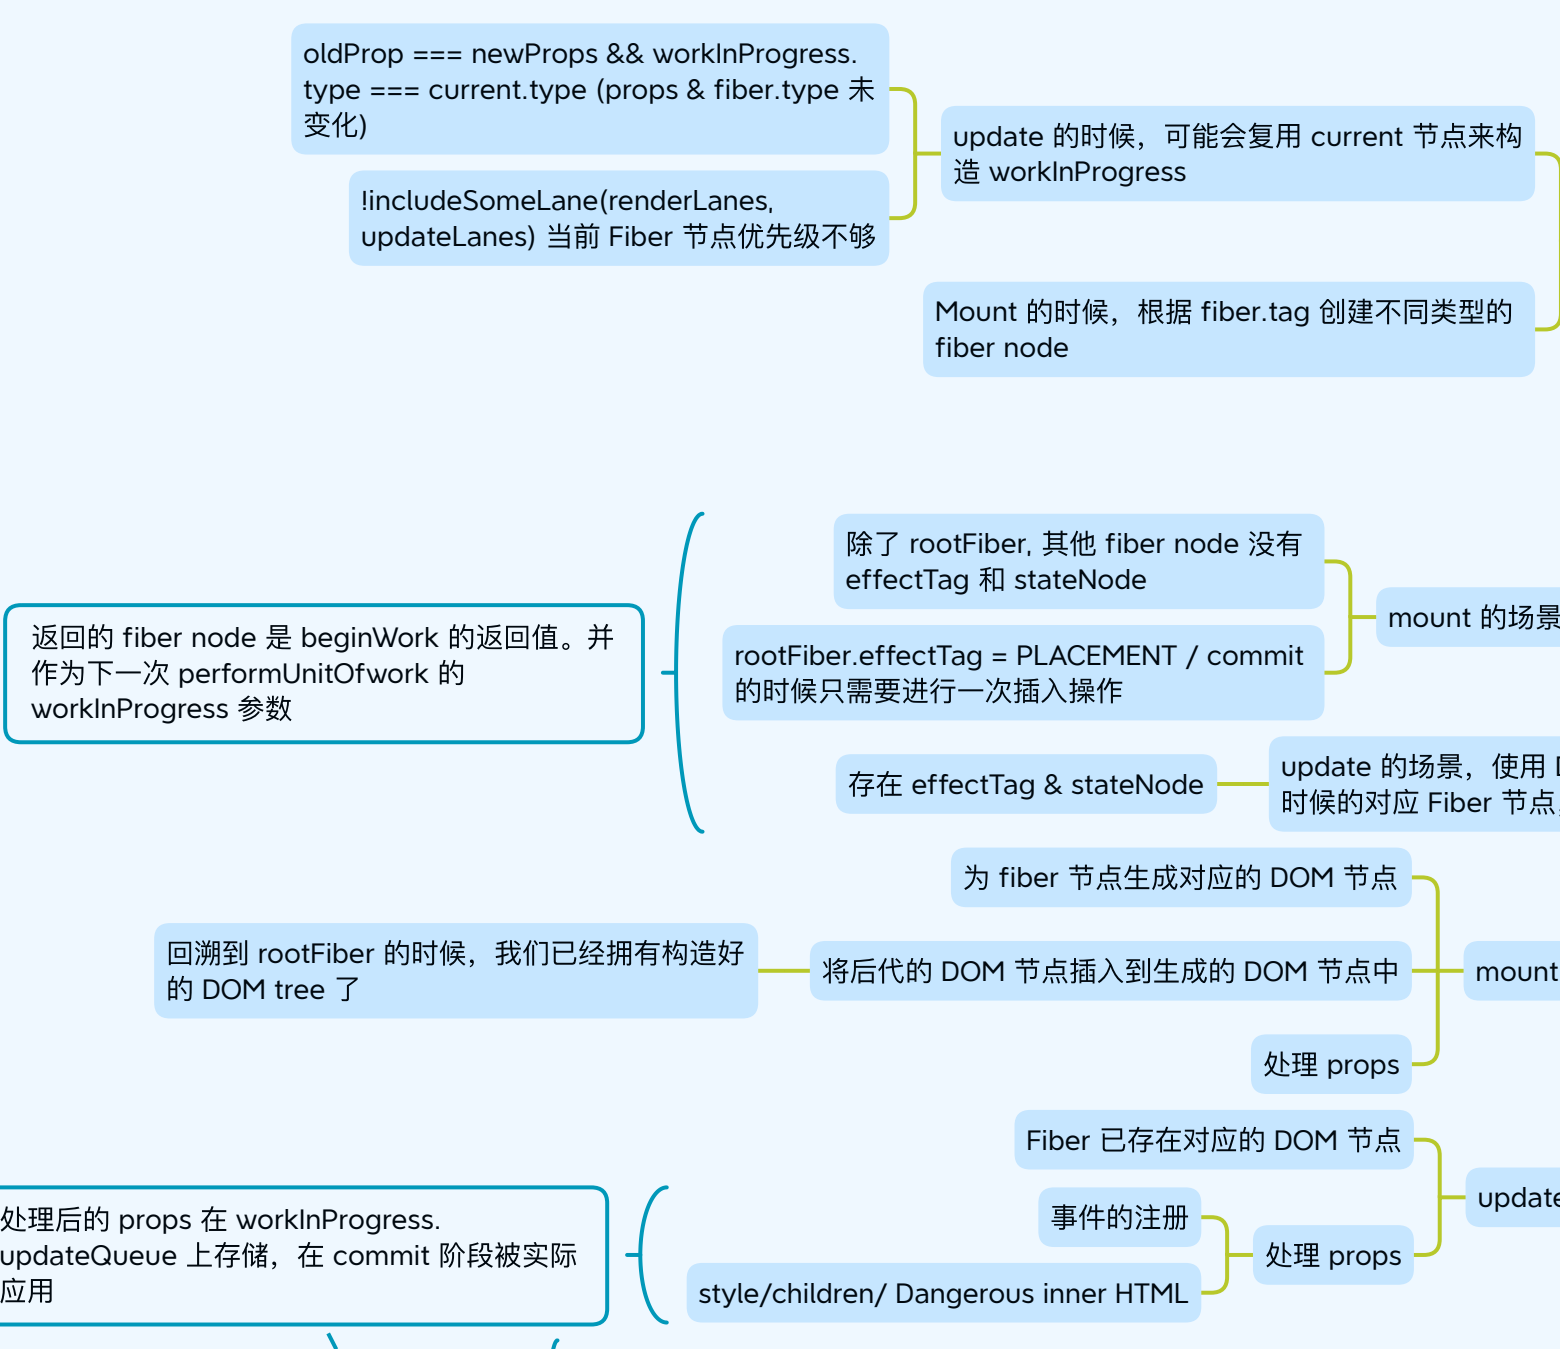 oldProp === newProps && workInProgress.
type === current.type (props & fiber.type 未
变化)
!includeSomeLane(renderLanes,
updateLanes) 当前 Fiber 节点优先级不够
update 的时候，可能会复用 current 节点来构
造 workInProgress
Mount 的时候，根据 fiber.tag 创建不同类型的
fiber node
返回的 fiber node 是 beginWork 的返回值。并
作为下一次 performUnitOfwork 的
workInProgress 参数
除了 rootFiber, 其他 fiber node 没有
effectTag 和 stateNode
rootFiber.effectTag = PLACEMENT / commit
的时候只需要进行一次插入操作
mount 的场景
存在 effectTag & stateNode
update 的场景，使用
时候的对应 Fiber 节点
为 fiber 节点生成对应的 DOM 节点
回溯到 rootFiber 的时候，我们已经拥有构造好
的 DOM tree 了
将后代的 DOM 节点插入到生成的 DOM 节点中
mount
处理 props
Fiber 已存在对应的 DOM 节点
update
处理后的 props 在 workInProgress.
updateQueue 上存储，在 commit 阶段被实际
应用
事件的注册
处理 props
style/children/ Dangerous inner HTML